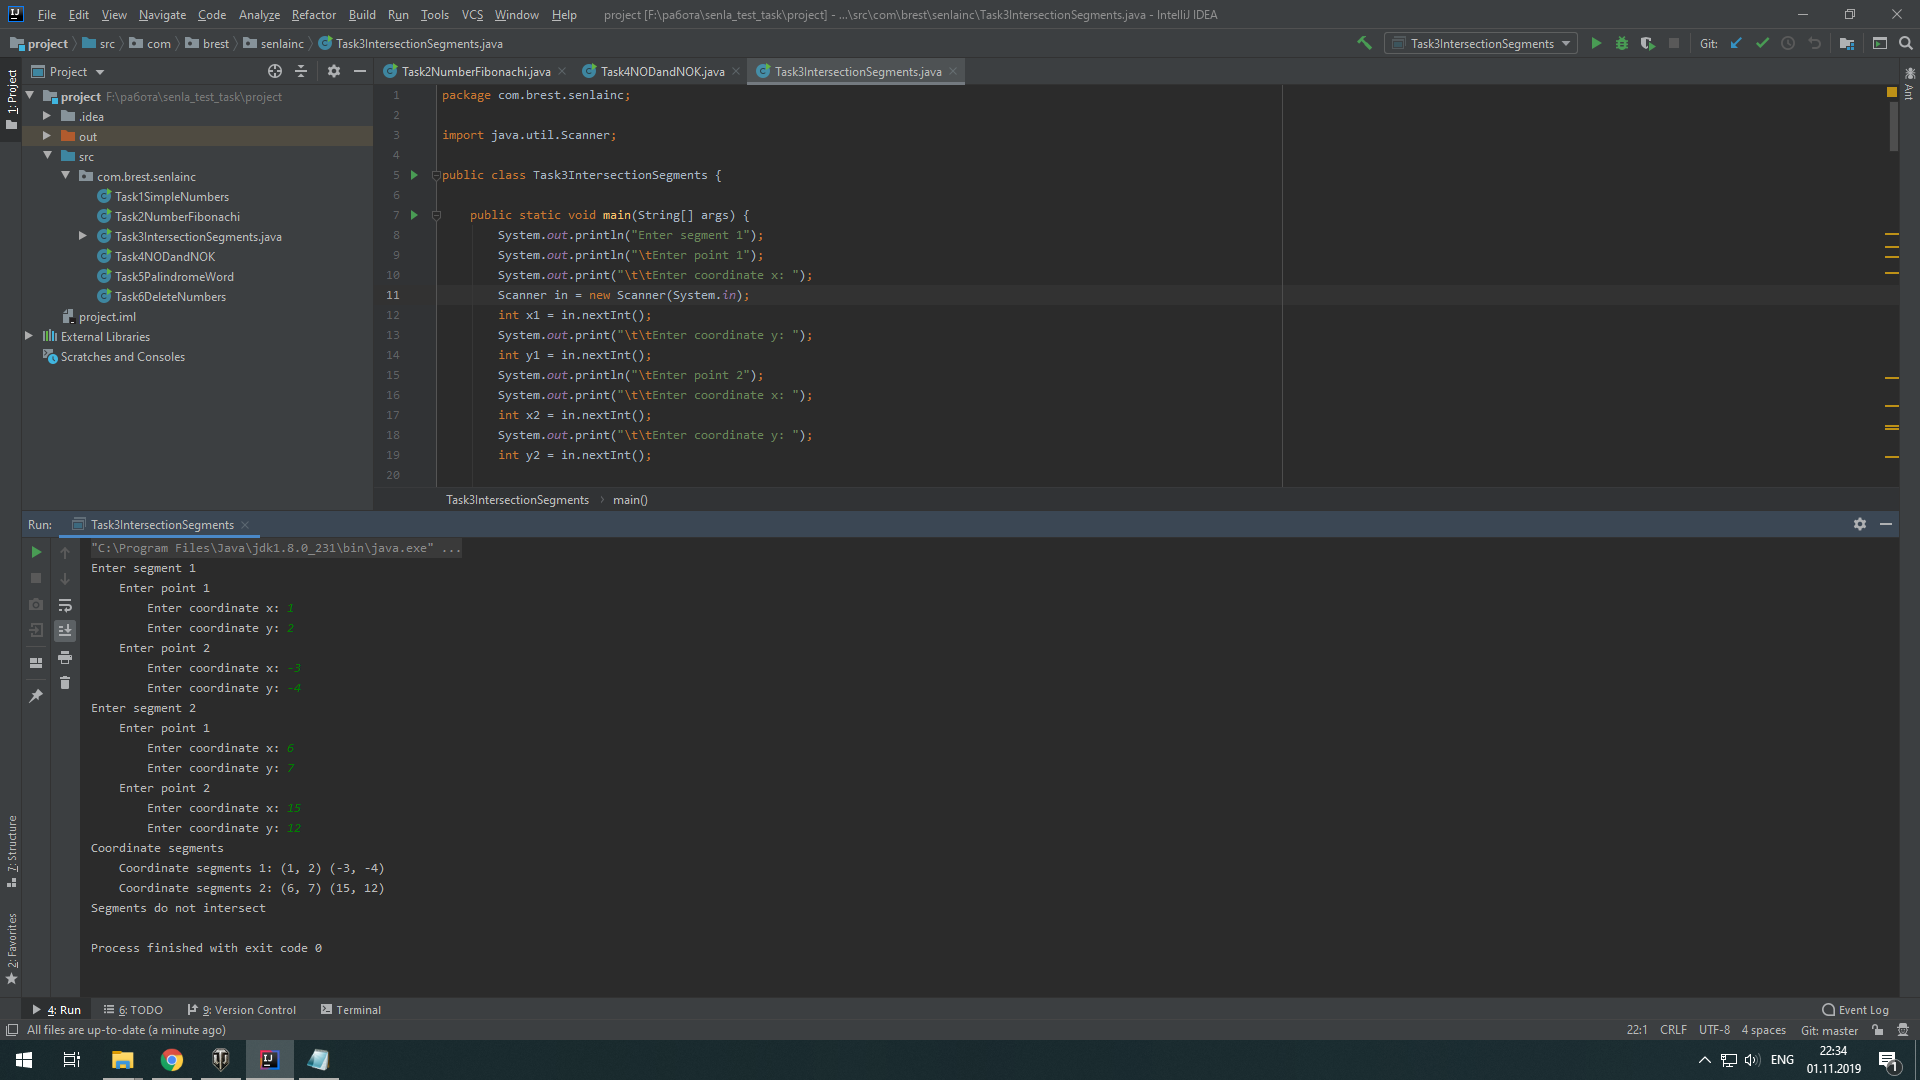 File Edit View Navigate Code Analyze Refactor Build Run Tools VCS Window Help project [F:\работа\senla_test_task\project] - ...\src\com\brest\senlainc\Task3IntersectionSegments.java - IntelliJ IDEA
project src com brest senlainc Task3IntersectionSegments.java Task3IntersectionSegments Git:
Project Task2NumberFibonachi.java Task4NODandNOK.java Task3IntersectionSegments.java
1: Project
Ant
project F:\работа\senla_test_task\project
.idea
out
src
com.brest.senlainc
Task1SimpleNumbers
Task2NumberFibonachi
Task3IntersectionSegments.java
Task4NODandNOK
Task5PalindromeWord
Task6DeleteNumbers
project.iml
External Libraries
Scratches and Consoles
1 package com.brest.senlainc;
2
3 import java.util.Scanner;
4
5 public class Task3IntersectionSegments {
6
7 public static void main(String[] args) {
8 System.out.println("Enter segment 1");
9 System.out.println("\tEnter point 1");
10 System.out.print("\t\tEnter coordinate x: ");
11 Scanner in = new Scanner(System.in);
12 int x1 = in.nextInt();
13 System.out.print("\t\tEnter coordinate y: ");
14 int y1 = in.nextInt();
15 System.out.println("\tEnter point 2");
16 System.out.print("\t\tEnter coordinate x: ");
17 int x2 = in.nextInt();
18 System.out.print("\t\tEnter coordinate y: ");
19 int y2 = in.nextInt();
20
Task3IntersectionSegments main()
Run: Task3IntersectionSegments
"C:\Program Files\Java\jdk1.8.0_231\bin\java.exe" ...
Enter segment 1
Enter point 1
Enter coordinate x: 1
Enter coordinate y: 2
Enter point 2
Enter coordinate x: -3
Enter coordinate y: -4
Enter segment 2
Enter point 1
Enter coordinate x: 6
Enter coordinate y: 7
Enter point 2
Enter coordinate x: 15
Enter coordinate y: 12
Coordinate segments
Coordinate segments 1: (1, 2) (-3, -4)
Coordinate segments 2: (6, 7) (15, 12)
Segments do not intersect
Process finished with exit code 0
7: Structure
2: Favorites
4: Run 6: TODO 9: Version Control Terminal Event Log
All files are up-to-date (a minute ago) 22:1 CRLF UTF-8 4 spaces Git: master
ENG 22:34
01.11.2019 1